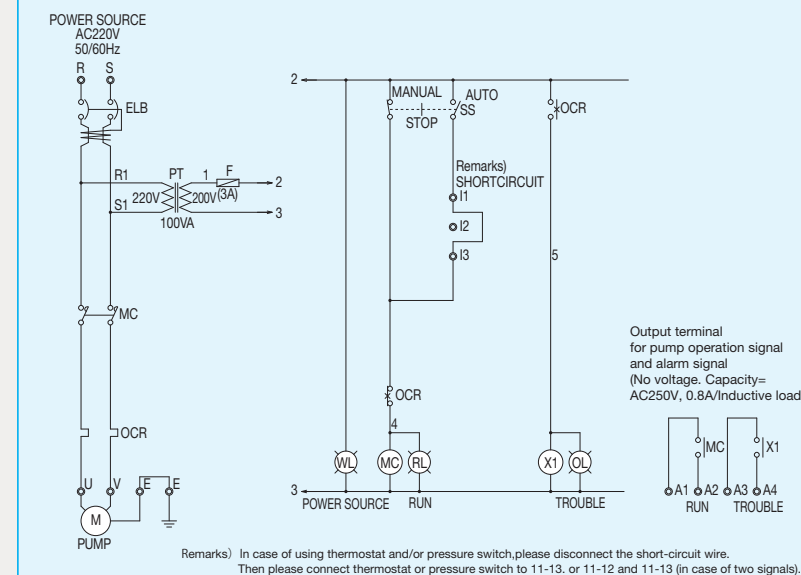 POWER SOURCE
AC220V
50/60Hz
R S
ELB
R1 PT 1 F 2
220V 200V (3A)
S1 3
100VA
MC
OCR
U V E E
M
PUMP
2
MANUAL AUTO
SS
STOP
OCR
Remarks)
SHORTCIRCUIT
I1
I2
I3
5
OCR
4
WL MC RL X1 OL
3
POWER SOURCE RUN TROUBLE
Output terminal
for pump operation signal
and alarm signal
(No voltage. Capacity=
AC250V, 0.8A/Inductive load
MC X1
A1 A2 A3 A4
RUN TROUBLE
Remarks) In case of using thermostat and/or pressure switch,please disconnect the short-circuit wire.
Then please connect thermostat or pressure switch to 11-13. or 11-12 and 11-13 (in case of two signals).